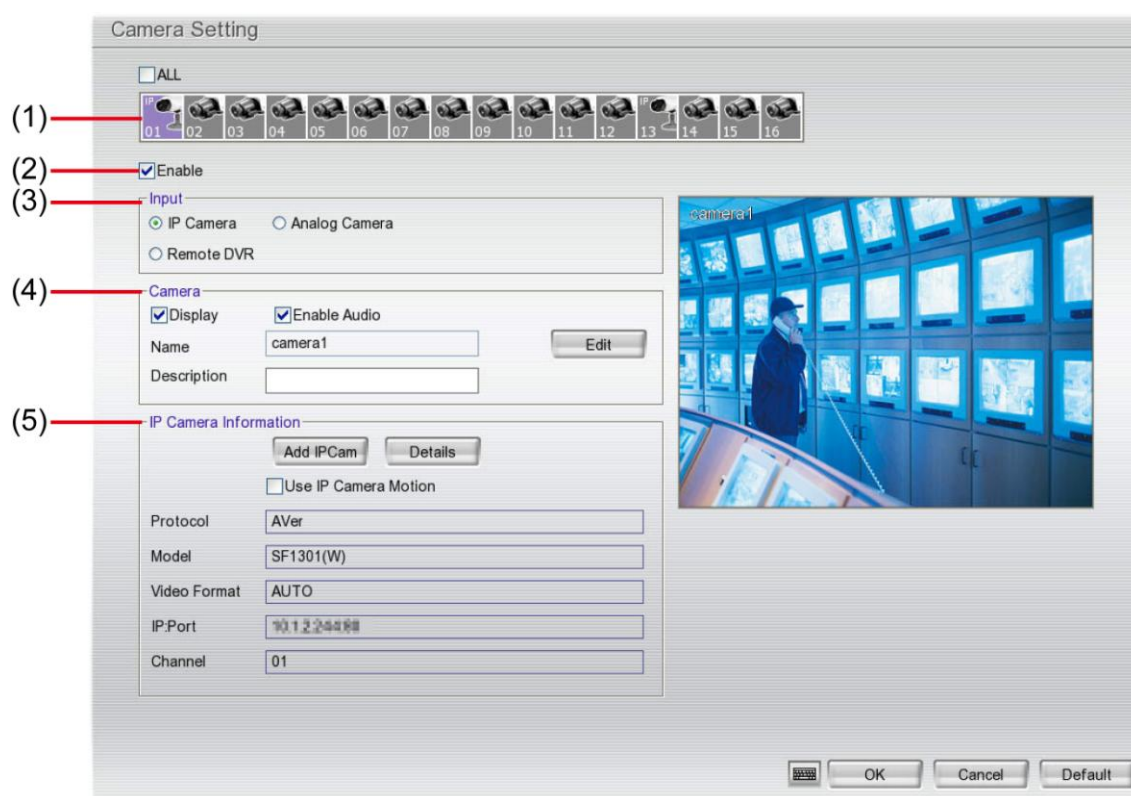 Camera Setting
ALL
(1)
IP IP
01 02 03 04 05 06 07 08 09 10 11 12 13 14 15 16
(2) Enable
(3) Input
IP Camera Analog Camera
Remote DVR
camera1
(4) Camera
Display Enable Audio
Name camera1 Edit
Description
(5) IP Camera Information
Add IPCam Details
Use IP Camera Motion
Protocol AVer
Model SF1301(W)
Video Format AUTO
IP:Port
Channel 01
OK Cancel Default